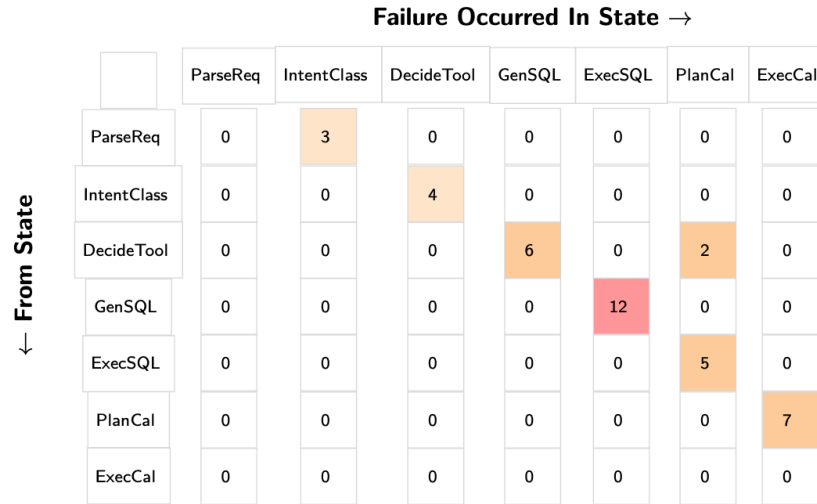 Failure Occurred In State →
ParseReq IntentClass DecideTool GenSQL ExecSQL PlanCal ExecCal
ParseReq 0 3 0 0 0 0 0
IntentClass 0 0 4 0 0 0 0
DecideTool 0 0 0 6 0 2 0
GenSQL 0 0 0 0 12 0 0
ExecSQL 0 0 0 0 0 5 0
PlanCal 0 0 0 0 0 0 7
ExecCal 0 0 0 0 0 0 0
← From State